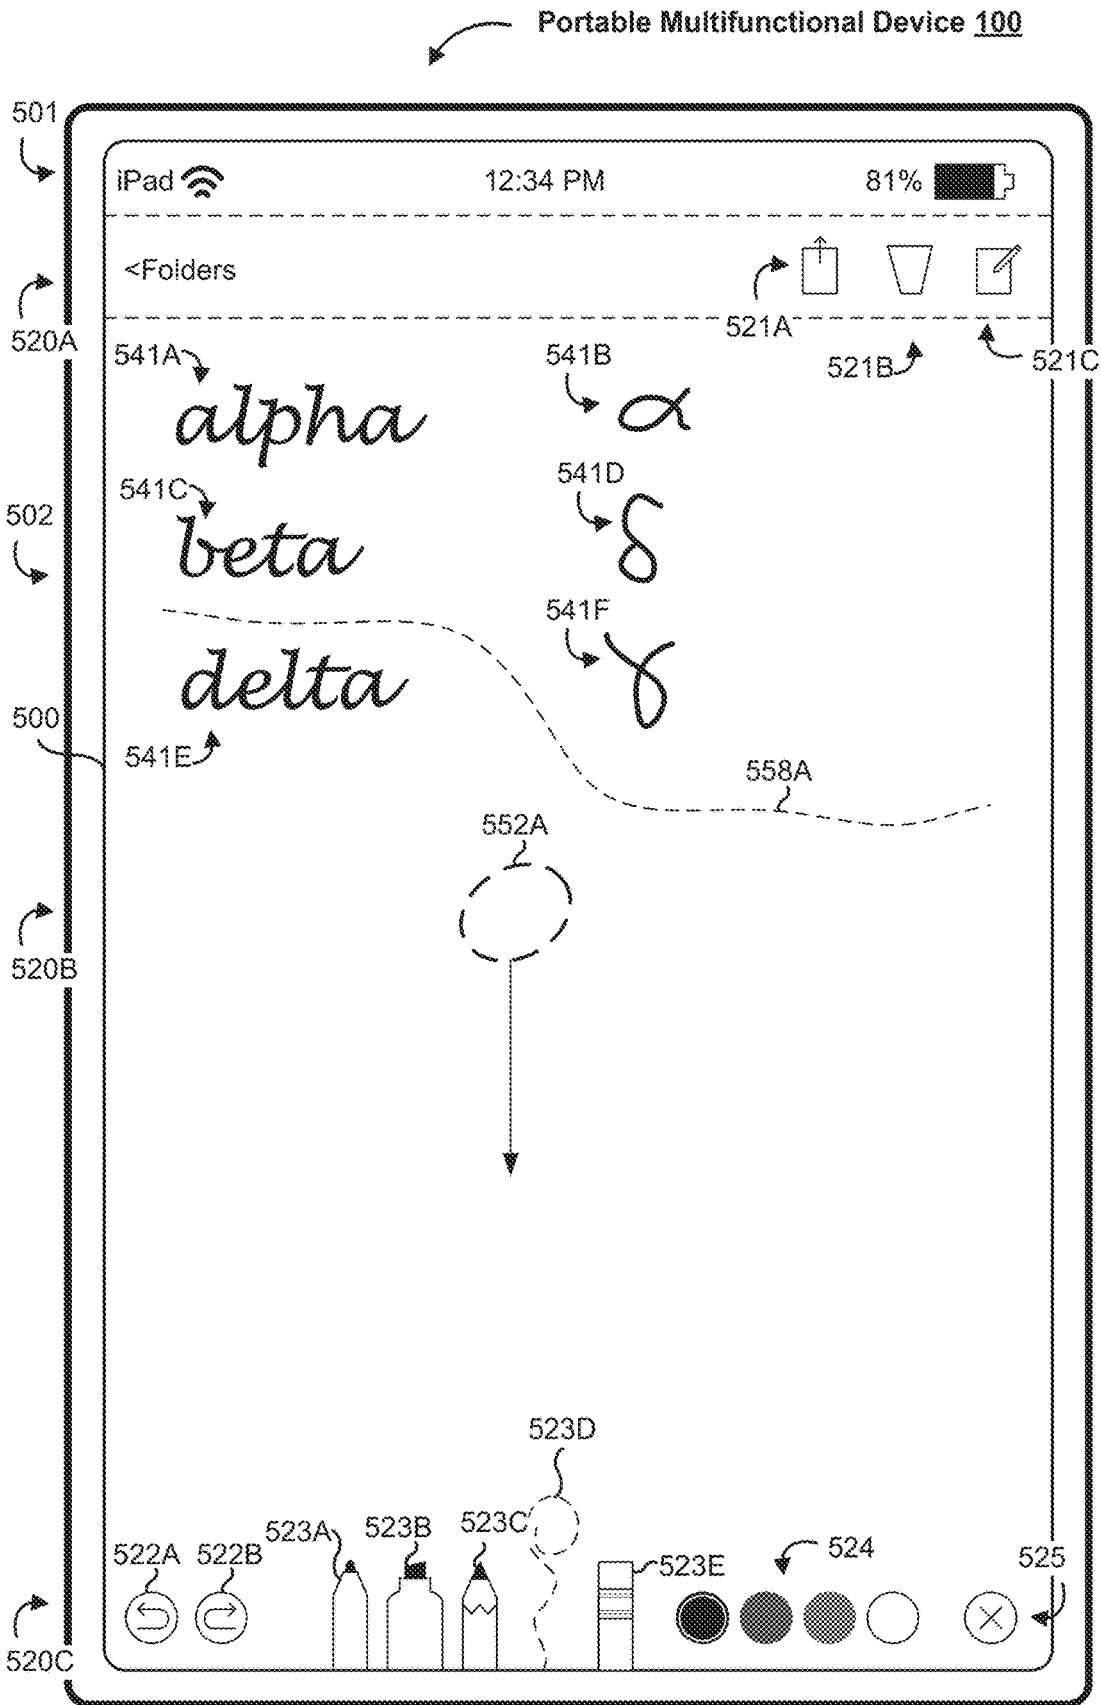 Portable Multifunctional Device 100
501
iPad 12:34 PM 81%
<Folders
520A 521A 521B 521C
541A 541B
alpha α
541C 541D
502
beta δ
541F
delta γ
500
541E
558A
552A
520B
523D
523A 523B 523C
522A 522B 523E 524 525
520C